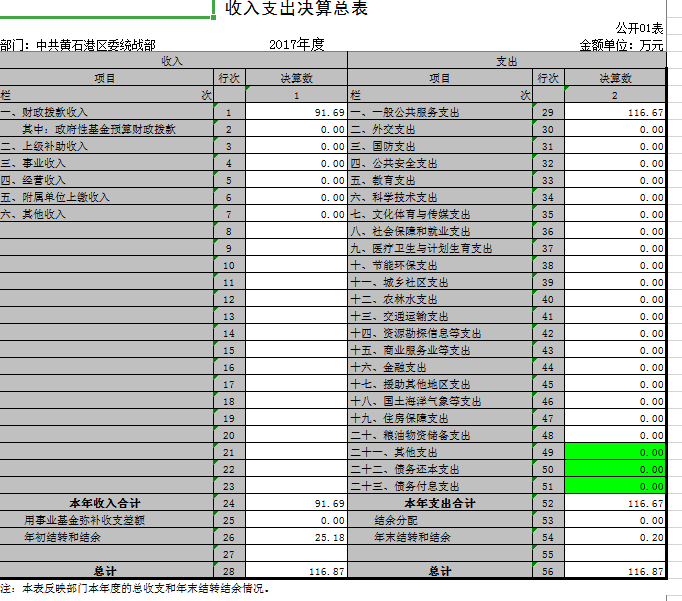 收入支出决算总表
公开01表
部门：中共黄石港区委统战部 2017年度 金额单位：万元
收入 支出
项目 行次 决算数 项目 行次 决算数
栏 次 1 栏 次 2
一、财政拨款收入 1 91.69 一、一般公共服务支出 29 116.67
其中：政府性基金预算财政拨款 2 0.00 二、外交支出 30 0.00
二、上级补助收入 3 0.00 三、国防支出 31 0.00
三、事业收入 4 0.00 四、公共安全支出 32 0.00
四、经营收入 5 0.00 五、教育支出 33 0.00
五、附属单位上缴收入 6 0.00 六、科学技术支出 34 0.00
六、其他收入 7 0.00 七、文化体育与传媒支出 35 0.00
8 八、社会保障和就业支出 36 0.00
9 九、医疗卫生与计划生育支出 37 0.00
10 十、节能环保支出 38 0.00
11 十一、城乡社区支出 39 0.00
12 十二、农林水支出 40 0.00
13 十三、交通运输支出 41 0.00
14 十四、资源勘探信息等支出 42 0.00
15 十五、商业服务业等支出 43 0.00
16 十六、金融支出 44 0.00
17 十七、援助其他地区支出 45 0.00
18 十八、国土海洋气象等支出 46 0.00
19 十九、住房保障支出 47 0.00
20 二十、粮油物资储备支出 48 0.00
21 二十一、其他支出 49 0.00
22 二十二、债务还本支出 50 0.00
23 二十三、债务付息支出 51 0.00
本年收入合计 24 91.69 本年支出合计 52 116.67
用事业基金弥补收支差额 25 0.00 结余分配 53 0.00
年初结转和结余 26 25.18 年末结转和结余 54 0.20
27 55
总计 28 116.87 总计 56 116.87
注：本表反映部门本年度的总收支和年末结转结余情况。